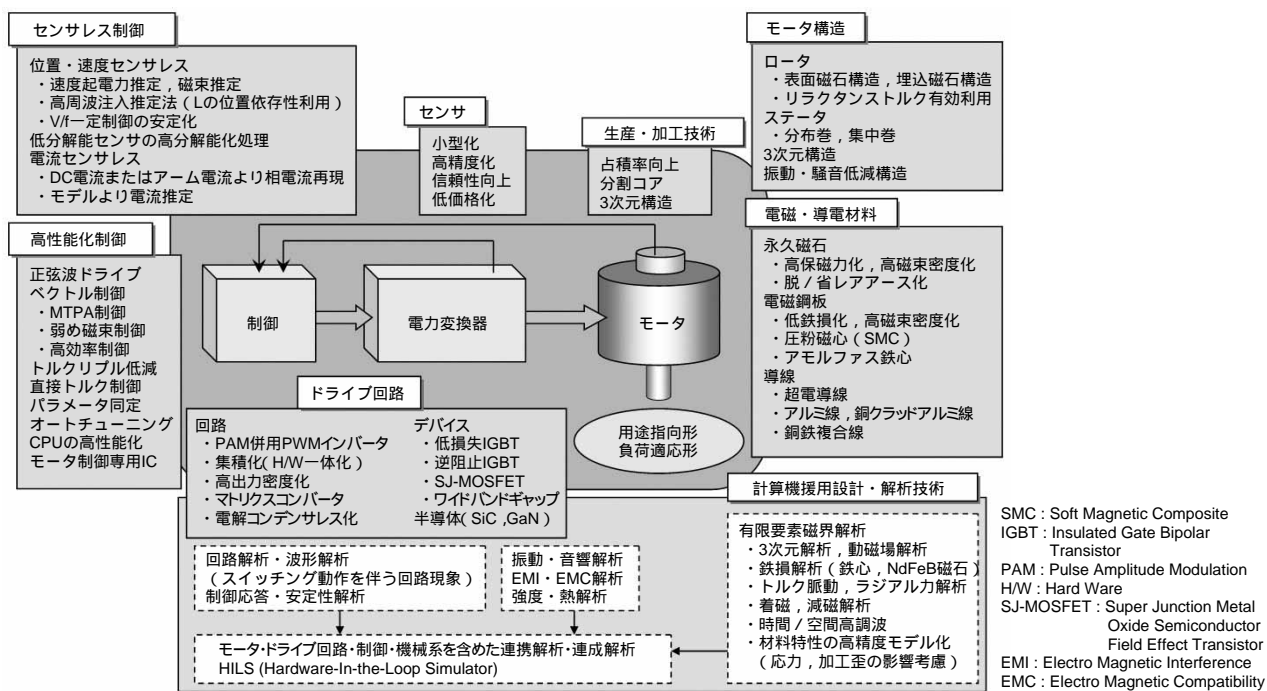 センサレス制御
位置・速度センサレス
・速度起電力推定,磁束推定
・高周波注入推定法(Lの位置依存性利用)
・V/f一定制御の安定化
低分解能センサの高分解能化処理
電流センサレス
・DC電流またはアーム電流より相電流再現
・モデルより電流推定
センサ
小型化
高精度化
信頼性向上
低価格化
生産・加工技術
占積率向上
分割コア
3次元構造
モータ構造
ロータ
・表面磁石構造,埋込磁石構造
・リラクタンストルク有効利用
ステータ
・分布巻,集中巻
3次元構造
振動・騒音低減構造
高性能化制御
正弦波ドライブ
ベクトル制御
・MTPA制御
・弱め磁束制御
・高効率制御
トルクリプル低減
直接トルク制御
パラメータ同定
オートチューニング
CPUの高性能化
モータ制御専用IC
制御
電力変換器
モータ
用途指向形
負荷適応形
電磁・導電材料
永久磁石
・高保磁力化,高磁束密度化
・脱/省レアアース化
電磁鋼板
・低鉄損化,高磁束密度化
・圧粉磁心(SMC)
・アモルファス鉄心
導線
・超電導線
・アルミ線,銅クラッドアルミ線
・銅鉄複合線
ドライブ回路
回路
・PAM併用PWMインバータ
・集積化(H/W一体化)
・高出力密度化
・マトリクスコンバータ
・電解コンデンサレス化
デバイス
・低損失IGBT
・逆阻止IGBT
・SJ-MOSFET
・ワイドバンドギャップ
半導体(SiC,GaN)
計算機援用設計・解析技術
有限要素磁界解析
・3次元解析,動磁場解析
・鉄損解析(鉄心,NdFeB磁石)
・トルク脈動,ラジアル力解析
・着磁,減磁解析
・時間/空間高調波
・材料特性の高精度モデル化
(応力,加工歪の影響考慮)
回路解析・波形解析
(スイッチング動作を伴う回路現象)
制御応答・安定性解析
振動・音響解析
EMI・EMC解析
強度・熱解析
モータ・ドライブ回路・制御・機械系を含めた連携解析・連成解析
HILS (Hardware-In-the-Loop Simulator)
SMC : Soft Magnetic Composite
IGBT : Insulated Gate Bipolar
Transistor
PAM : Pulse Amplitude Modulation
H/W : Hard Ware
SJ-MOSFET : Super Junction Metal
Oxide Semiconductor
Field Effect Transistor
EMI : Electro Magnetic Interference
EMC : Electro Magnetic Compatibility